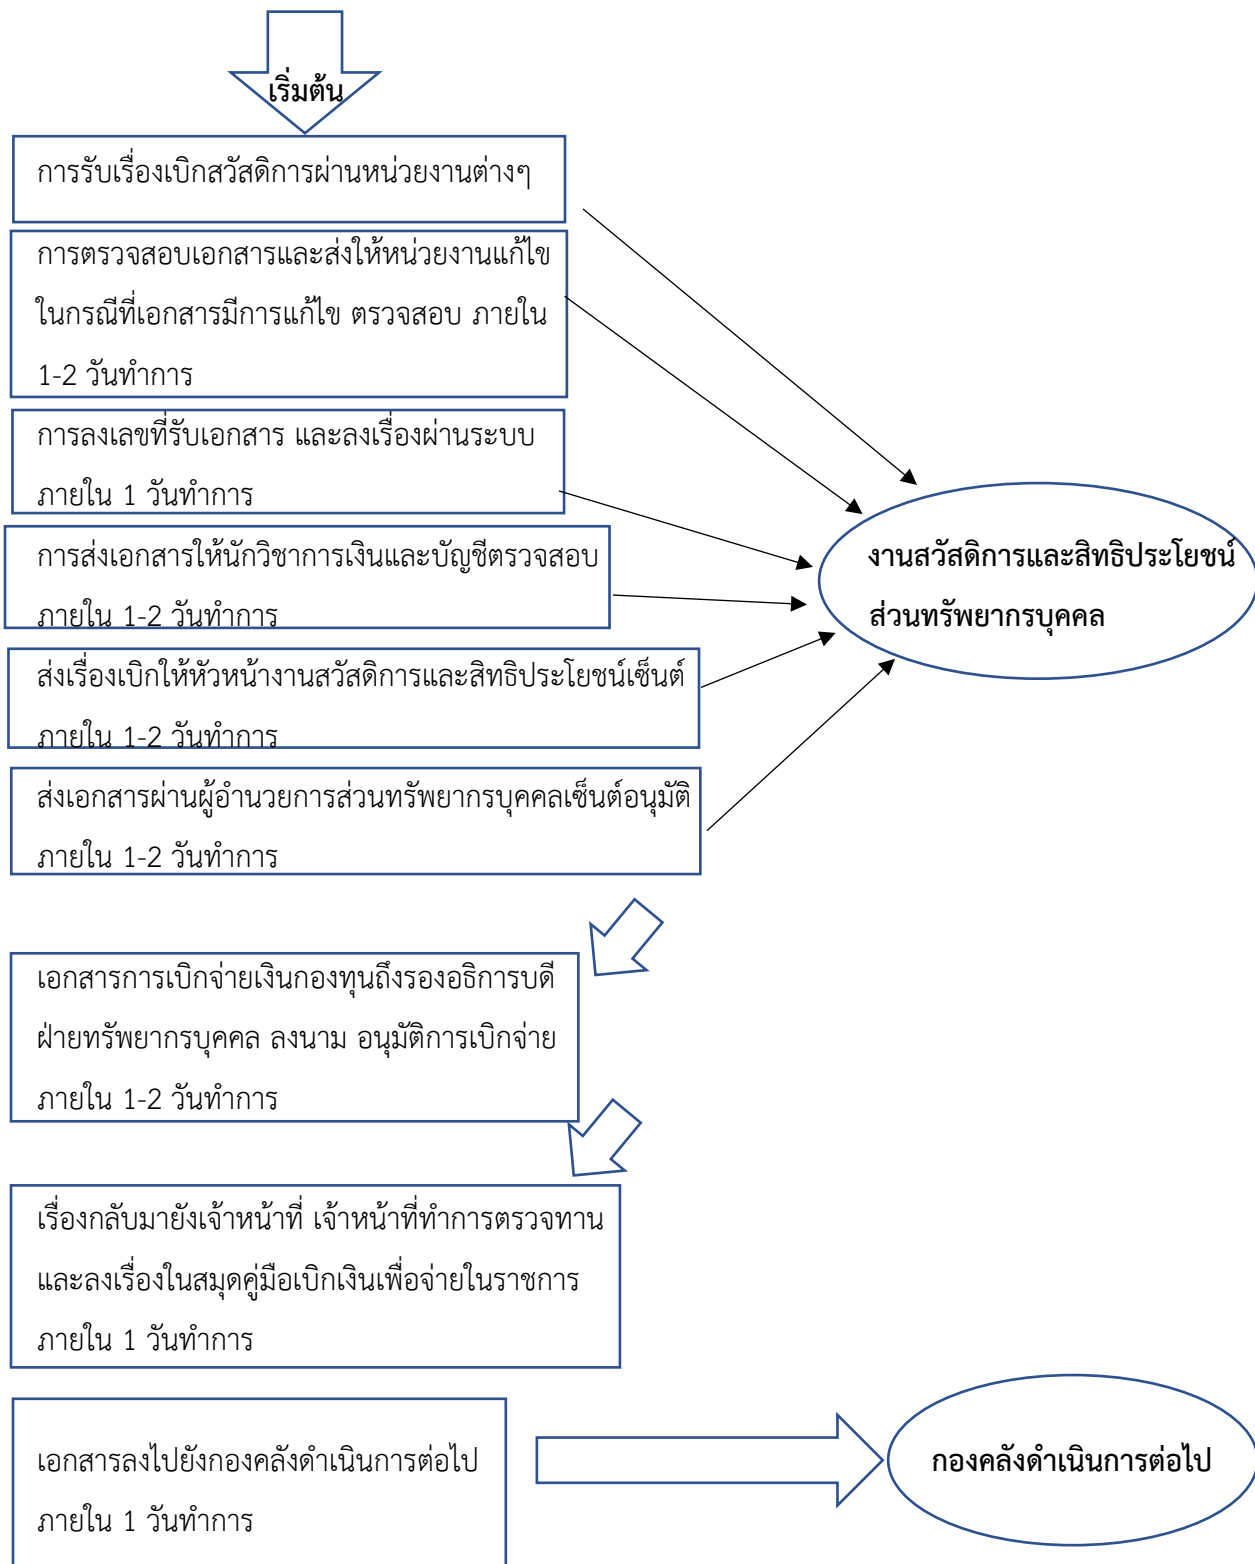 เริ่มต้น
การรับเรื่องเบิกสวัสดิการผ่านหน่วยงานต่างๆ
การตรวจสอบเอกสารและส่งให้หน่วยงานแก้ไข
ในกรณีที่เอกสารมีการแก้ไข ตรวจสอบ ภายใน
1-2 วันทำการ
การลงเลขที่รับเอกสาร และลงเรื่องผ่านระบบ
ภายใน 1 วันทำการ
การส่งเอกสารให้นักวิชาการเงินและบัญชีตรวจสอบ
ภายใน 1-2 วันทำการ
งานสวัสดิการและสิทธิประโยชน์
ส่วนทรัพยากรบุคคล
ส่งเรื่องเบิกให้หัวหน้างานสวัสดิการและสิทธิประโยชน์เซ็นต์
ภายใน 1-2 วันทำการ
ส่งเอกสารผ่านผู้อำนวยการส่วนทรัพยากรบุคคลเซ็นต์อนุมัติ
ภายใน 1-2 วันทำการ
เอกสารการเบิกจ่ายเงินกองทุนถึงรองอธิการบดี
ฝ่ายทรัพยากรบุคคล ลงนาม อนุมัติการเบิกจ่าย
ภายใน 1-2 วันทำการ
เรื่องกลับมายังเจ้าหน้าที่ เจ้าหน้าที่ทำการตรวจทาน
และลงเรื่องในสมุดคู่มือเบิกเงินเพื่อจ่ายในราชการ
ภายใน 1 วันทำการ
เอกสารลงไปยังกองคลังดำเนินการต่อไป
ภายใน 1 วันทำการ
กองคลังดำเนินการต่อไป